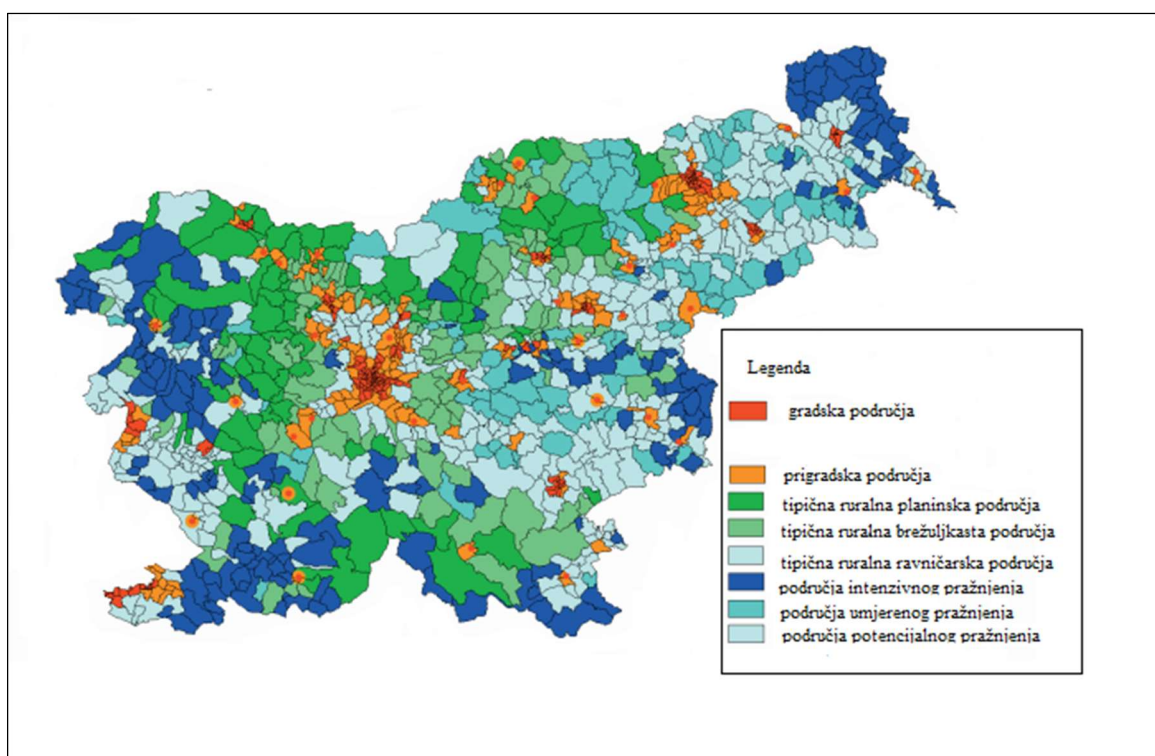 Legenda
gradska područja
prigradska područja
tipična ruralna planinska područja
tipična ruralna brežuljkasta područja
tipična ruralna ravničarska područja
područja intenzivnog pražnjenja
područja umjerenog pražnjenja
područja potencijalnog pražnjenja